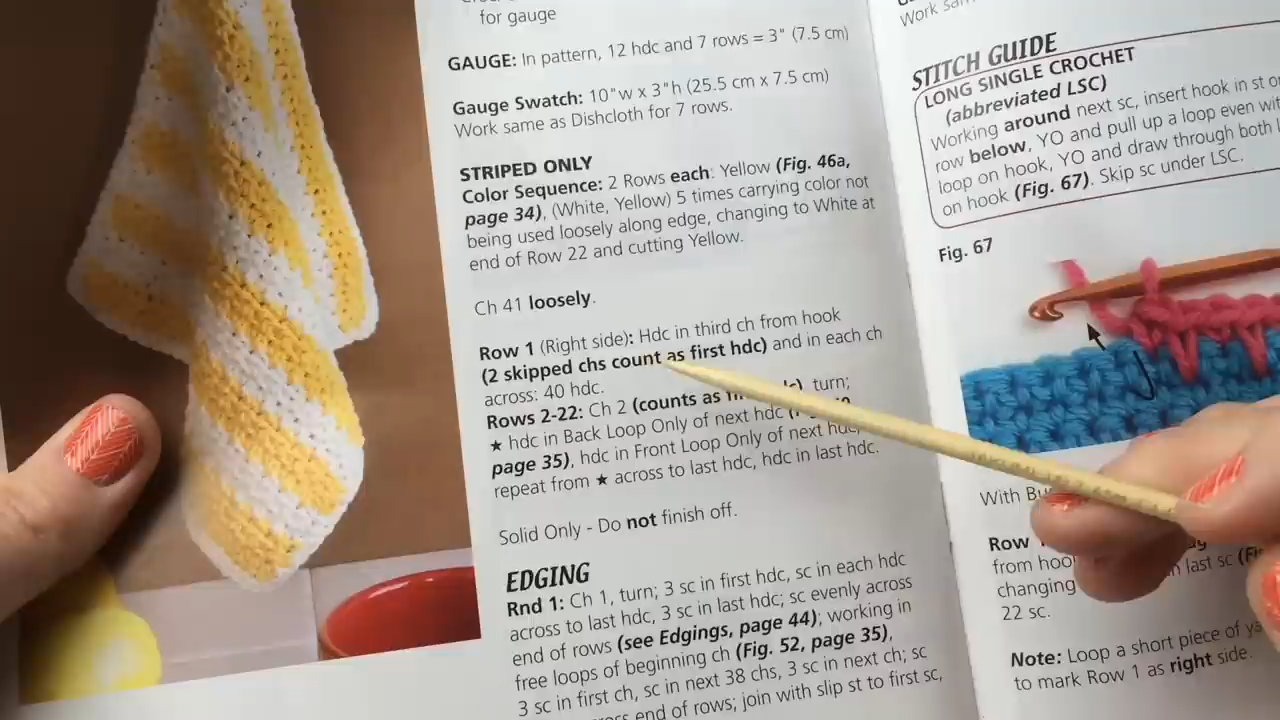 for gauge
GAUGE: In pattern, 12 hdc and 7 rows = 3" (7.5 cm)
Gauge Swatch: 10"w x 3"h (25.5 cm x 7.5 cm)
Work same as Dishcloth for 7 rows.
STRIPED ONLY
Color Sequence: 2 Rows each: Yellow (Fig. 46a,
page 34), (White, Yellow) 5 times carrying color not
being used loosely along edge, changing to White at
end of Row 22 and cutting Yellow.
Ch 41 loosely.
Row 1 (Right side): Hdc in third ch from hook
(2 skipped chs count as first hdc) and in each ch
across: 40 hdc.
Rows 2-22: Ch 2 (counts as turn;
★ hdc in Back Loop Only of next hdc
page 35), hdc in Front Loop Only of next hdc;
repeat from ★ across to last hdc, hdc in last hdc.
Solid Only - Do not finish off.
EDGING
Rnd 1: Ch 1, turn; 3 sc in first hdc, sc in each hdc
across to last hdc, 3 sc in last hdc; sc evenly across
end of rows (see Edgings, page 44); working in
free loops of beginning ch (Fig. 52, page 35),
3 sc in first ch, sc in next 38 chs, 3 sc in next ch; sc
end of rows; join with slip st to first sc,
Work
STITCH GUIDE
LONG SINGLE CROCHET
(abbreviated LSC)
Working around next sc, insert hook in st
row below, YO and pull up a loop even
loop on hook, YO and draw through both
on hook (Fig. 67). Skip sc under LSC.
Fig. 67
With
Row
from
changing last sc
22 sc.
Note: Loop a short piece of
to mark Row 1 as right side.